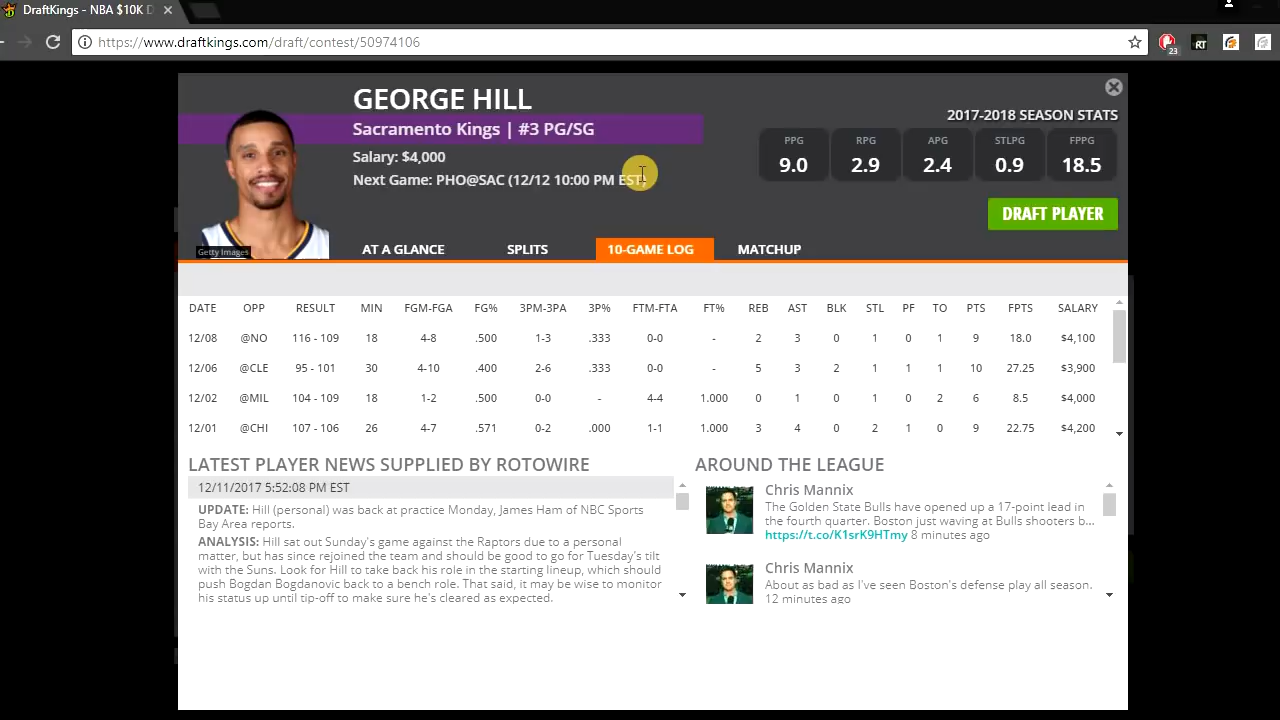 DraftKings - NBA $10K D
https://www.draftkings.com/draft/contest/50974106
23
RT
GEORGE HILL
Sacramento Kings | #3 PG/SG
Salary: $4,000
Next Game: PHO@SAC (12/12 10:00 PM EST)
2017-2018 SEASON STATS
PPG RPG APG STLPG FPPG
9.0 2.9 2.4 0.9 18.5
DRAFT PLAYER
Getty Images
AT A GLANCE SPLITS 10-GAME LOG MATCHUP
DATE OPP RESULT MIN FGM-FGA FG% 3PM-3PA 3P% FTM-FTA FT% REB AST BLK STL PF TO PTS FPTS SALARY
12/08 @NO 116 - 109 18 4-8 .500 1-3 .333 0-0 - 2 3 0 1 0 1 9 18.0 $4,100
12/06 @CLE 95 - 101 30 4-10 .400 2-6 .333 0-0 - 5 3 2 1 1 1 10 27.25 $3,900
12/02 @MIL 104 - 109 18 1-2 .500 0-0 - 4-4 1.000 0 1 0 1 0 2 6 8.5 $4,000
12/01 @CHI 107 - 106 26 4-7 .571 0-2 .000 1-1 1.000 3 4 0 2 1 0 9 22.75 $4,200
LATEST PLAYER NEWS SUPPLIED BY ROTOWIRE
12/11/2017 5:52:08 PM EST
UPDATE: Hill (personal) was back at practice Monday, James Ham of NBC Sports
Bay Area reports.
ANALYSIS: Hill sat out Sunday's game against the Raptors due to a personal
matter, but has since rejoined the team and should be good to go for Tuesday's tilt
with the Suns. Look for Hill to take back his role in the starting lineup, which should
push Bogdan Bogdanovic back to a bench role. That said, it may be wise to monitor
his status up until tip-off to make sure he's cleared as expected.
AROUND THE LEAGUE
Chris Mannix
The Golden State Bulls have opened up a 17-point lead in
the fourth quarter. Boston just waving at Bulls shooters b...
https://t.co/K1srK9HTmy 8 minutes ago
Chris Mannix
About as bad as I've seen Boston's defense play all season.
12 minutes ago